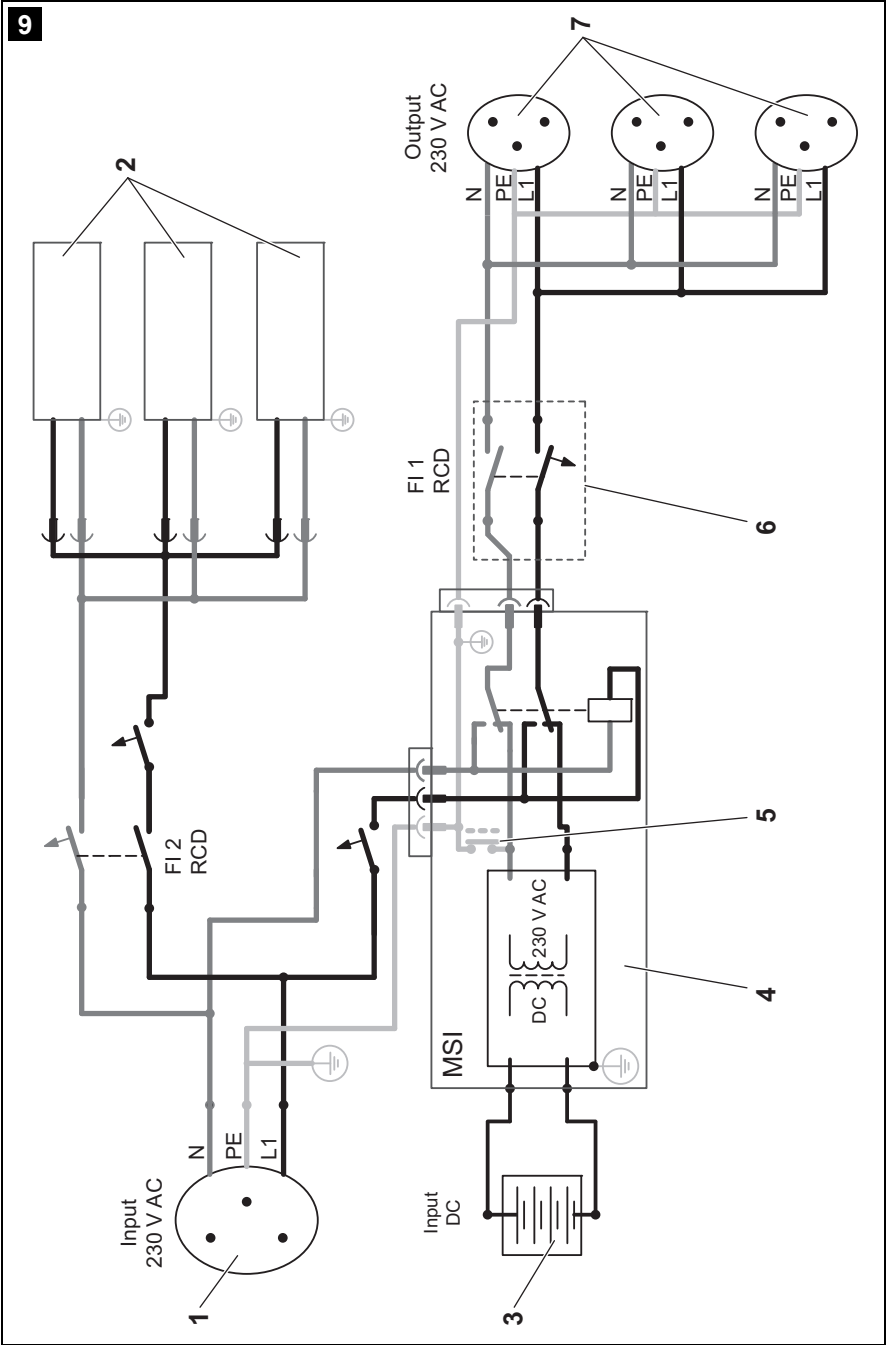 9
Input
230 V AC
1
N
PE
L1
FI 2
RCD
2
Input
DC
3
MSI
DC
230 V AC
4
5
FI 1
RCD
6
Output
230 V AC
N
PE
L1
N
PE
L1
N
PE
L1
7